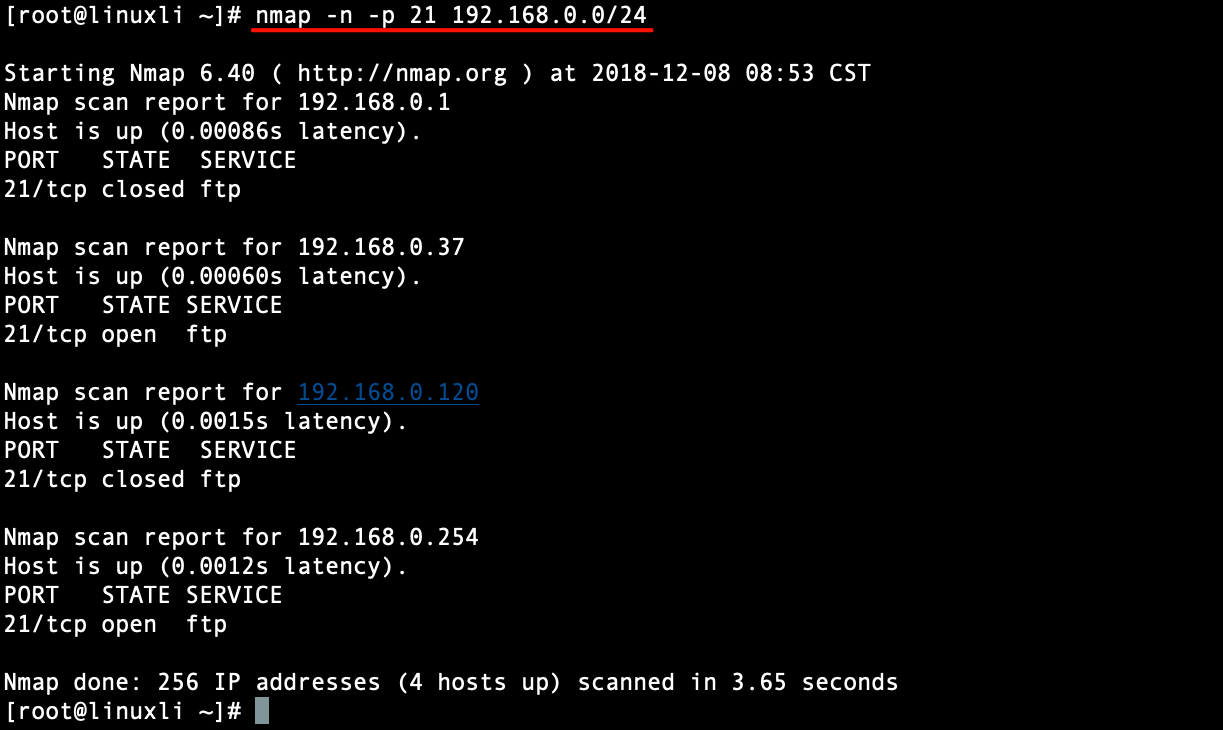 [root@linuxli ~]# nmap -n -p 21 192.168.0.0/24
Starting Nmap 6.40 ( http://nmap.org ) at 2018-12-08 08:53 CST
Nmap scan report for 192.168.0.1
Host is up (0.00086s latency).
PORT   STATE  SERVICE
21/tcp closed ftp
Nmap scan report for 192.168.0.37
Host is up (0.00060s latency).
PORT   STATE SERVICE
21/tcp open  ftp
Nmap scan report for 192.168.0.120
Host is up (0.0015s latency).
PORT   STATE  SERVICE
21/tcp closed ftp
Nmap scan report for 192.168.0.254
Host is up (0.0012s latency).
PORT   STATE SERVICE
21/tcp open  ftp
Nmap done: 256 IP addresses (4 hosts up) scanned in 3.65 seconds
[root@linuxli ~]#